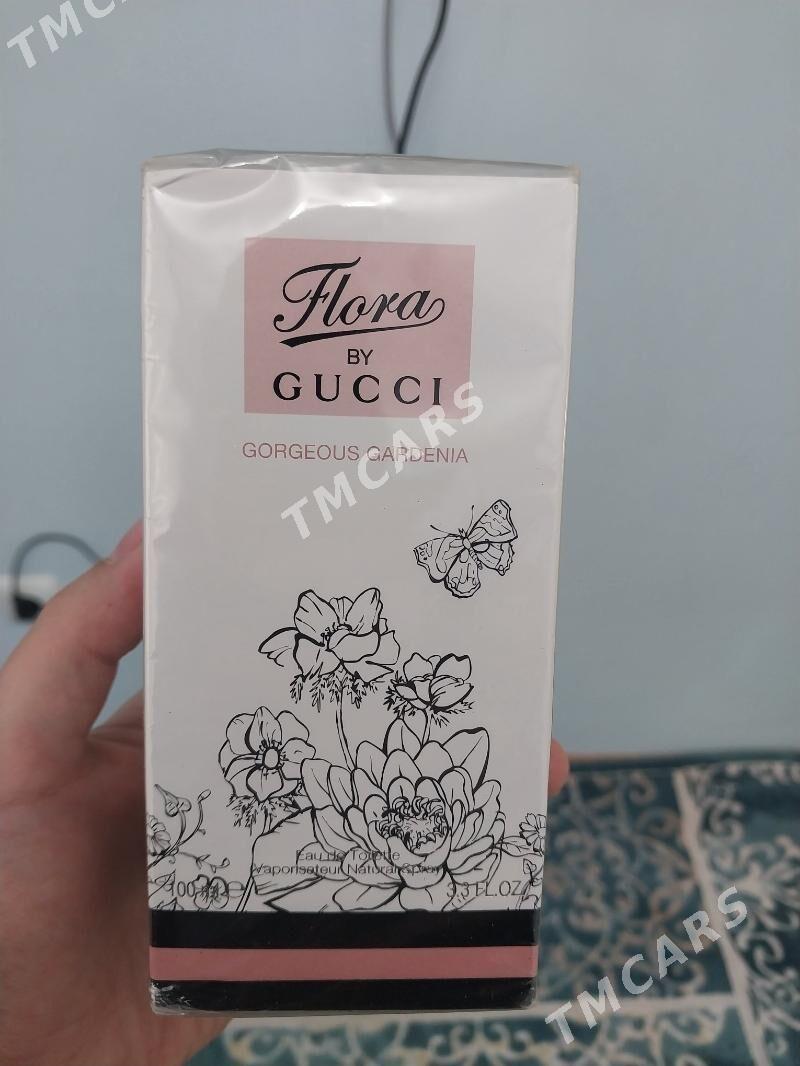 TMCARS
Flora
BY
GUCCI
GORGEOUS GARDENIA
TMCARS
Eau de Toilette
Vaporisateur Natural Spray
100 ml ℮
3.3 FL.OZ
TMCARS